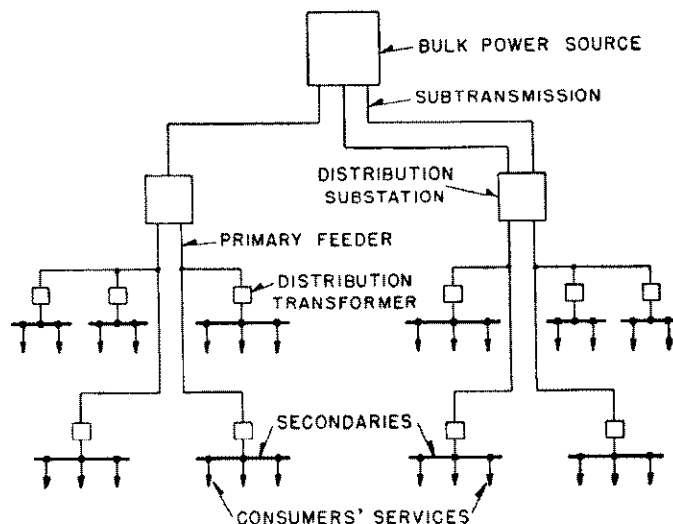 BULK POWER SOURCE
SUBTRANSMISSION
DISTRIBUTION
SUBSTATION
PRIMARY FEEDER
DISTRIBUTION
TRANSFORMER
SECONDARIES
CONSUMERS' SERVICES